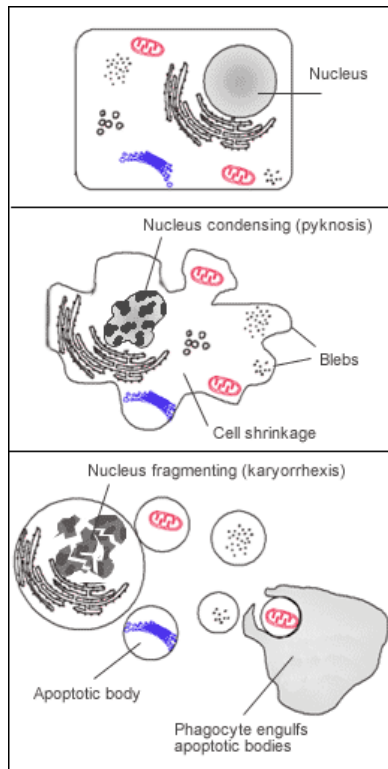 Nucleus
Nucleus condensing (pyknosis)
Blebs
Cell shrinkage
Nucleus fragmenting (karyorrhexis)
Apoptotic body
Phagocyte engulfs
apoptotic bodies